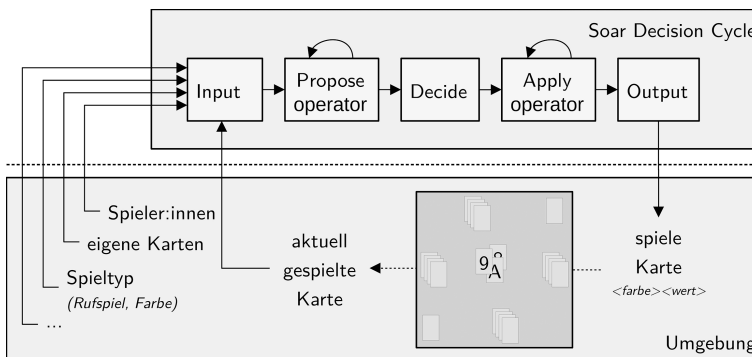 Soar Decision Cycle
Input
Propose
operator
Decide
Apply
operator
Output
Spieler:innen
eigene Karten
Spieltyp
(Rufspiel, Farbe)
...
aktuell
gespielte
Karte
9
A
spiele
Karte
<farbe><wert>
Umgebung